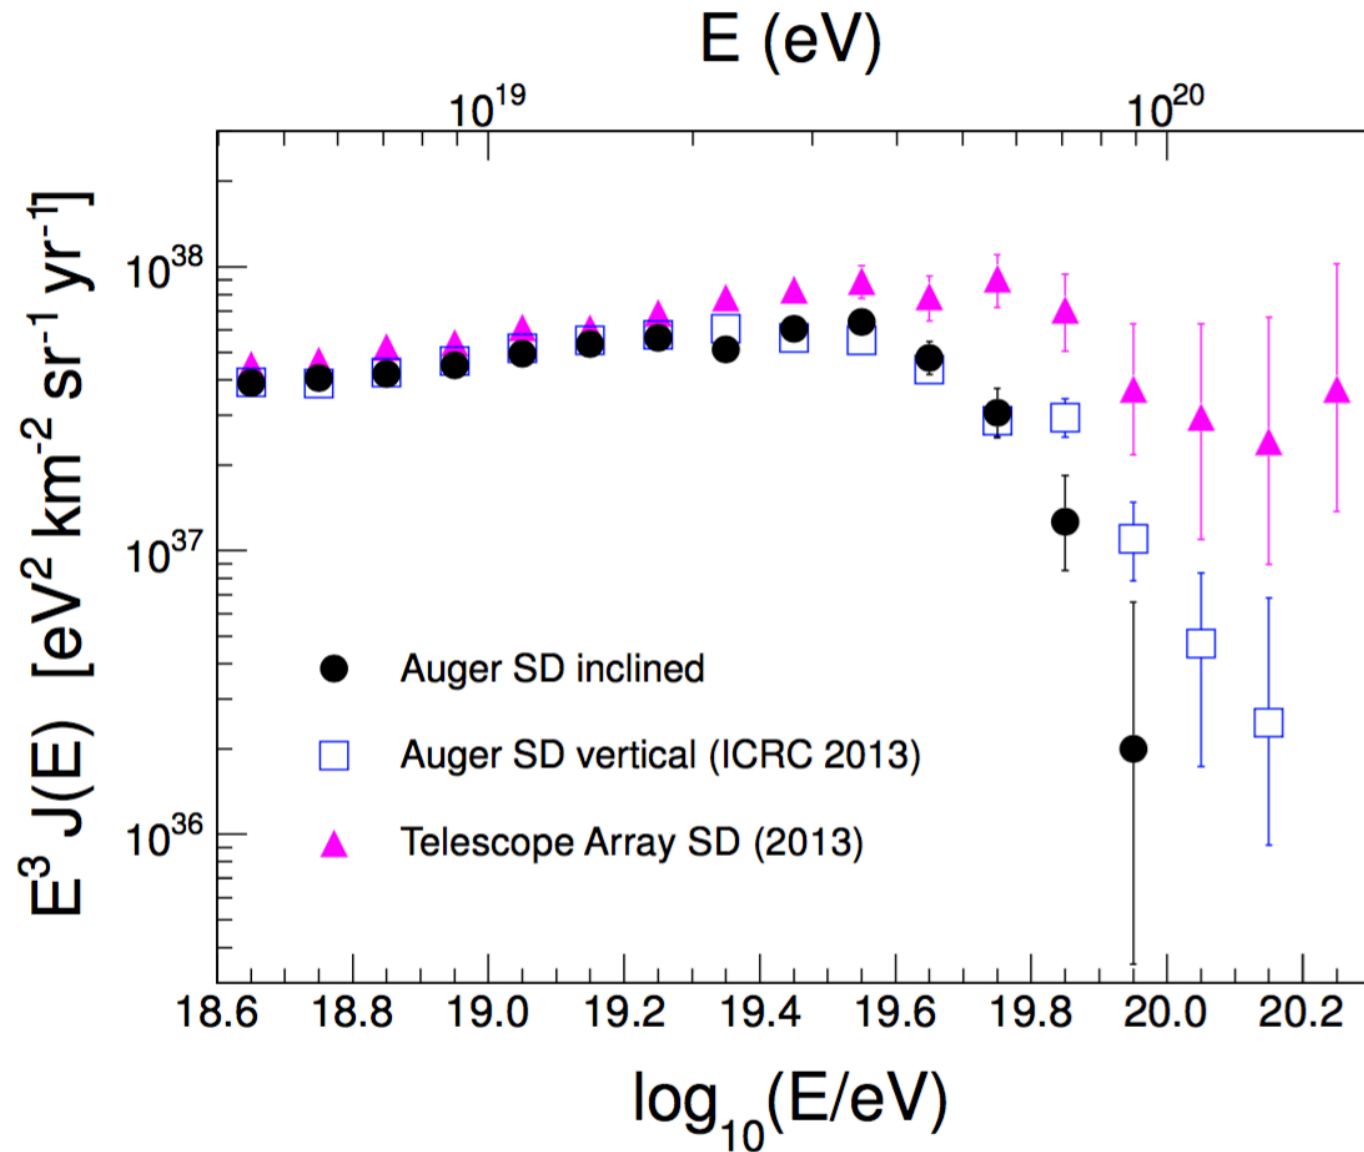 E (eV)
10^19 10^20
E^3 J(E) [eV^2 km^-2 sr^-1 yr^-1]
10^38
10^37
10^36
Auger SD inclined
Auger SD vertical (ICRC 2013)
Telescope Array SD (2013)
18.6 18.8 19.0 19.2 19.4 19.6 19.8 20.0 20.2
log_10(E/eV)